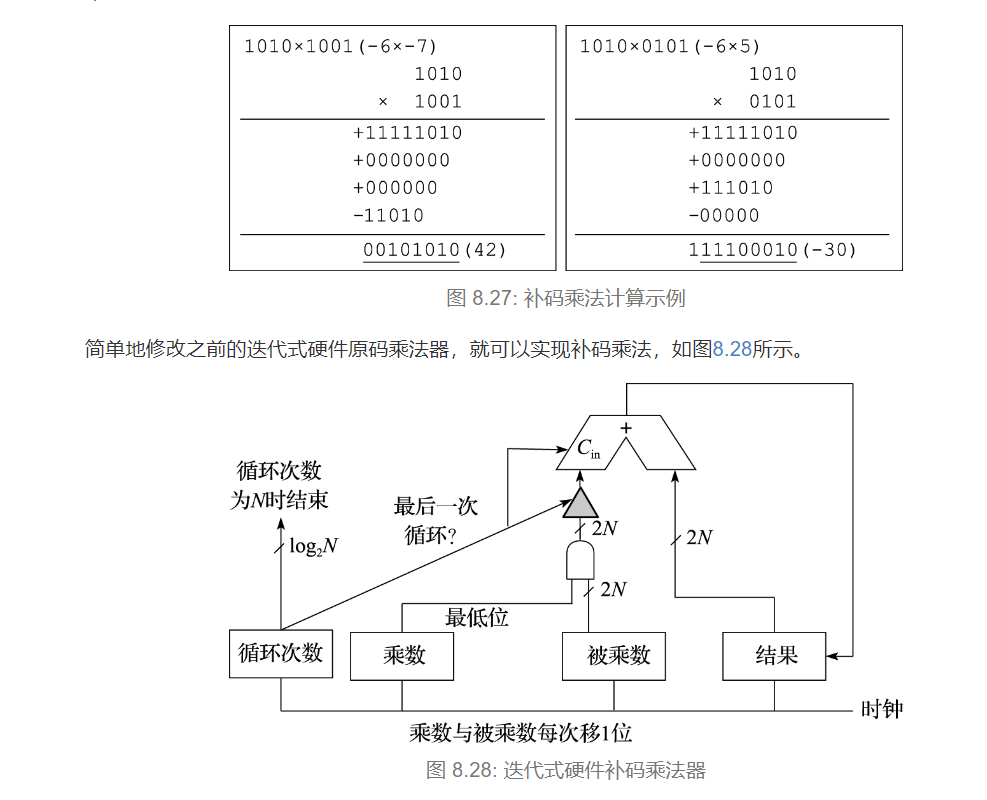 1010×1001(-6×-7)
1010
× 1001
+11111010
+0000000
+000000
-11010
00101010(42)
1010×0101(-6×5)
1010
× 0101
+11111010
+0000000
+111010
-00000
111100010(-30)
图 8.27: 补码乘法计算示例
简单地修改之前的迭代式硬件原码乘法器，就可以实现补码乘法，如图8.28所示。
+
Cin
循环次数
为N时结束
最后一次
循环?
2N
log₂N
2N
2N
最低位
循环次数
乘数
被乘数
结果
时钟
乘数与被乘数每次移1位
图 8.28: 迭代式硬件补码乘法器